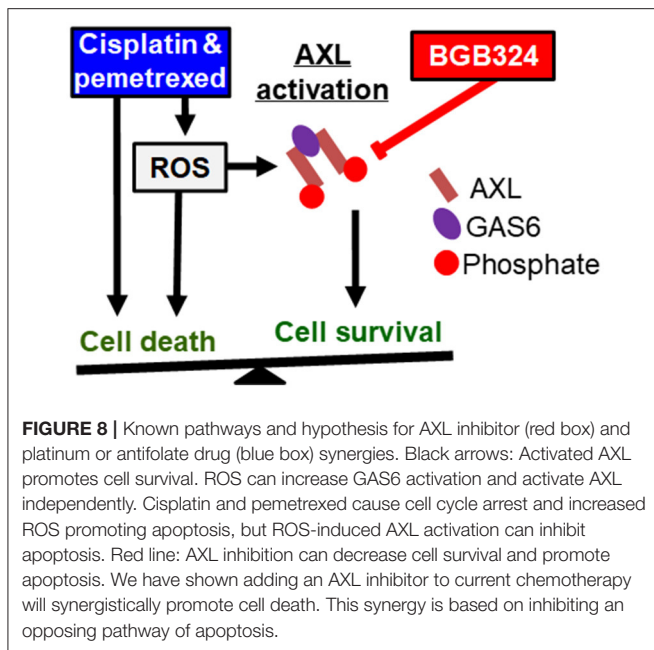 Cisplatin &
pemetrexed
AXL
activation
BGB324
ROS
AXL
GAS6
Phosphate
Cell death
Cell survival
FIGURE 8 | Known pathways and hypothesis for AXL inhibitor (red box) and
platinum or antifolate drug (blue box) synergies. Black arrows: Activated AXL
promotes cell survival. ROS can increase GAS6 activation and activate AXL
independently. Cisplatin and pemetrexed cause cell cycle arrest and increased
ROS promoting apoptosis, but ROS-induced AXL activation can inhibit
apoptosis. Red line: AXL inhibition can decrease cell survival and promote
apoptosis. We have shown adding an AXL inhibitor to current chemotherapy
will synergistically promote cell death. This synergy is based on inhibiting an
opposing pathway of apoptosis.